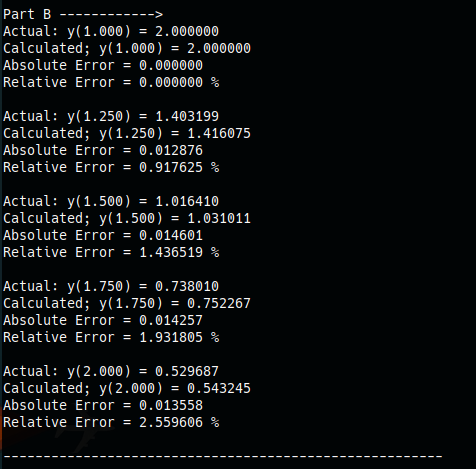 Part B ------------>
Actual: y(1.000) = 2.000000
Calculated; y(1.000) = 2.000000
Absolute Error = 0.000000
Relative Error = 0.000000 %
Actual: y(1.250) = 1.403199
Calculated; y(1.250) = 1.416075
Absolute Error = 0.012876
Relative Error = 0.917625 %
Actual: y(1.500) = 1.016410
Calculated; y(1.500) = 1.031011
Absolute Error = 0.014601
Relative Error = 1.436519 %
Actual: y(1.750) = 0.738010
Calculated; y(1.750) = 0.752267
Absolute Error = 0.014257
Relative Error = 1.931805 %
Actual: y(2.000) = 0.529687
Calculated; y(2.000) = 0.543245
Absolute Error = 0.013558
Relative Error = 2.559606 %
-------------------------------------------------------